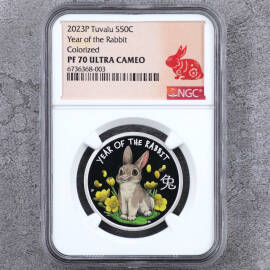 2023P Tuvalu S50C
Year of the Rabbit
Colorized
PF 70 ULTRA CAMEO
6736368-003
NGC
YEAR OF THE RABBIT
兔